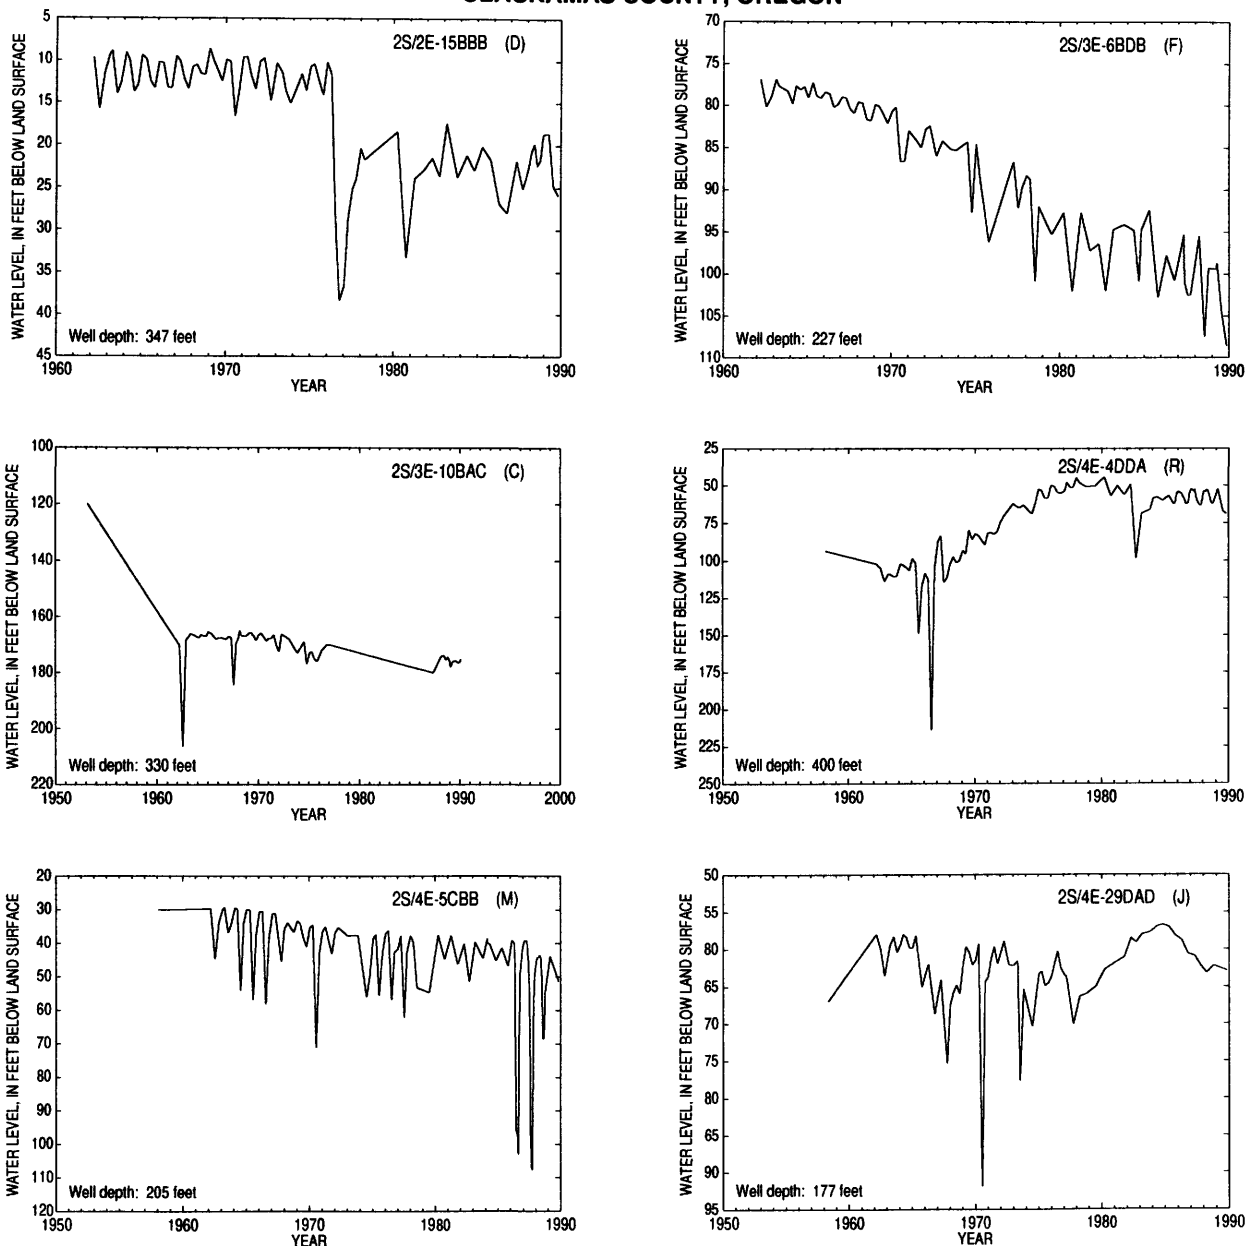 CLACKAMAS COUNTY, OREGON
2S/2E-15BBB (D)
WATER LEVEL, IN FEET BELOW LAND SURFACE
5
10
15
20
25
30
35
40
45
Well depth: 347 feet
1960 1970 1980 1990
YEAR
2S/3E-6BDB (F)
WATER LEVEL, IN FEET BELOW LAND SURFACE
70
75
80
85
90
95
100
105
110
Well depth: 227 feet
1960 1970 1980 1990
YEAR
2S/3E-10BAC (C)
WATER LEVEL, IN FEET BELOW LAND SURFACE
100
120
140
160
180
200
220
Well depth: 330 feet
1950 1960 1970 1980 1990 2000
YEAR
2S/4E-4DDA (R)
WATER LEVEL, IN FEET BELOW LAND SURFACE
25
50
75
100
125
150
175
200
225
250
Well depth: 400 feet
1950 1960 1970 1980 1990
YEAR
2S/4E-5CBB (M)
WATER LEVEL, IN FEET BELOW LAND SURFACE
20
30
40
50
60
70
80
90
100
110
120
Well depth: 205 feet
1950 1960 1970 1980 1990
YEAR
2S/4E-29DAD (J)
WATER LEVEL, IN FEET BELOW LAND SURFACE
50
55
60
65
70
75
80
65
90
95
Well depth: 177 feet
1950 1960 1970 1980 1990
YEAR